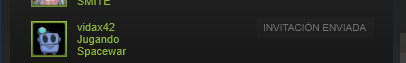 SMITE
vidax42
INVITACIÓN ENVIADA
Jugando
Spacewar